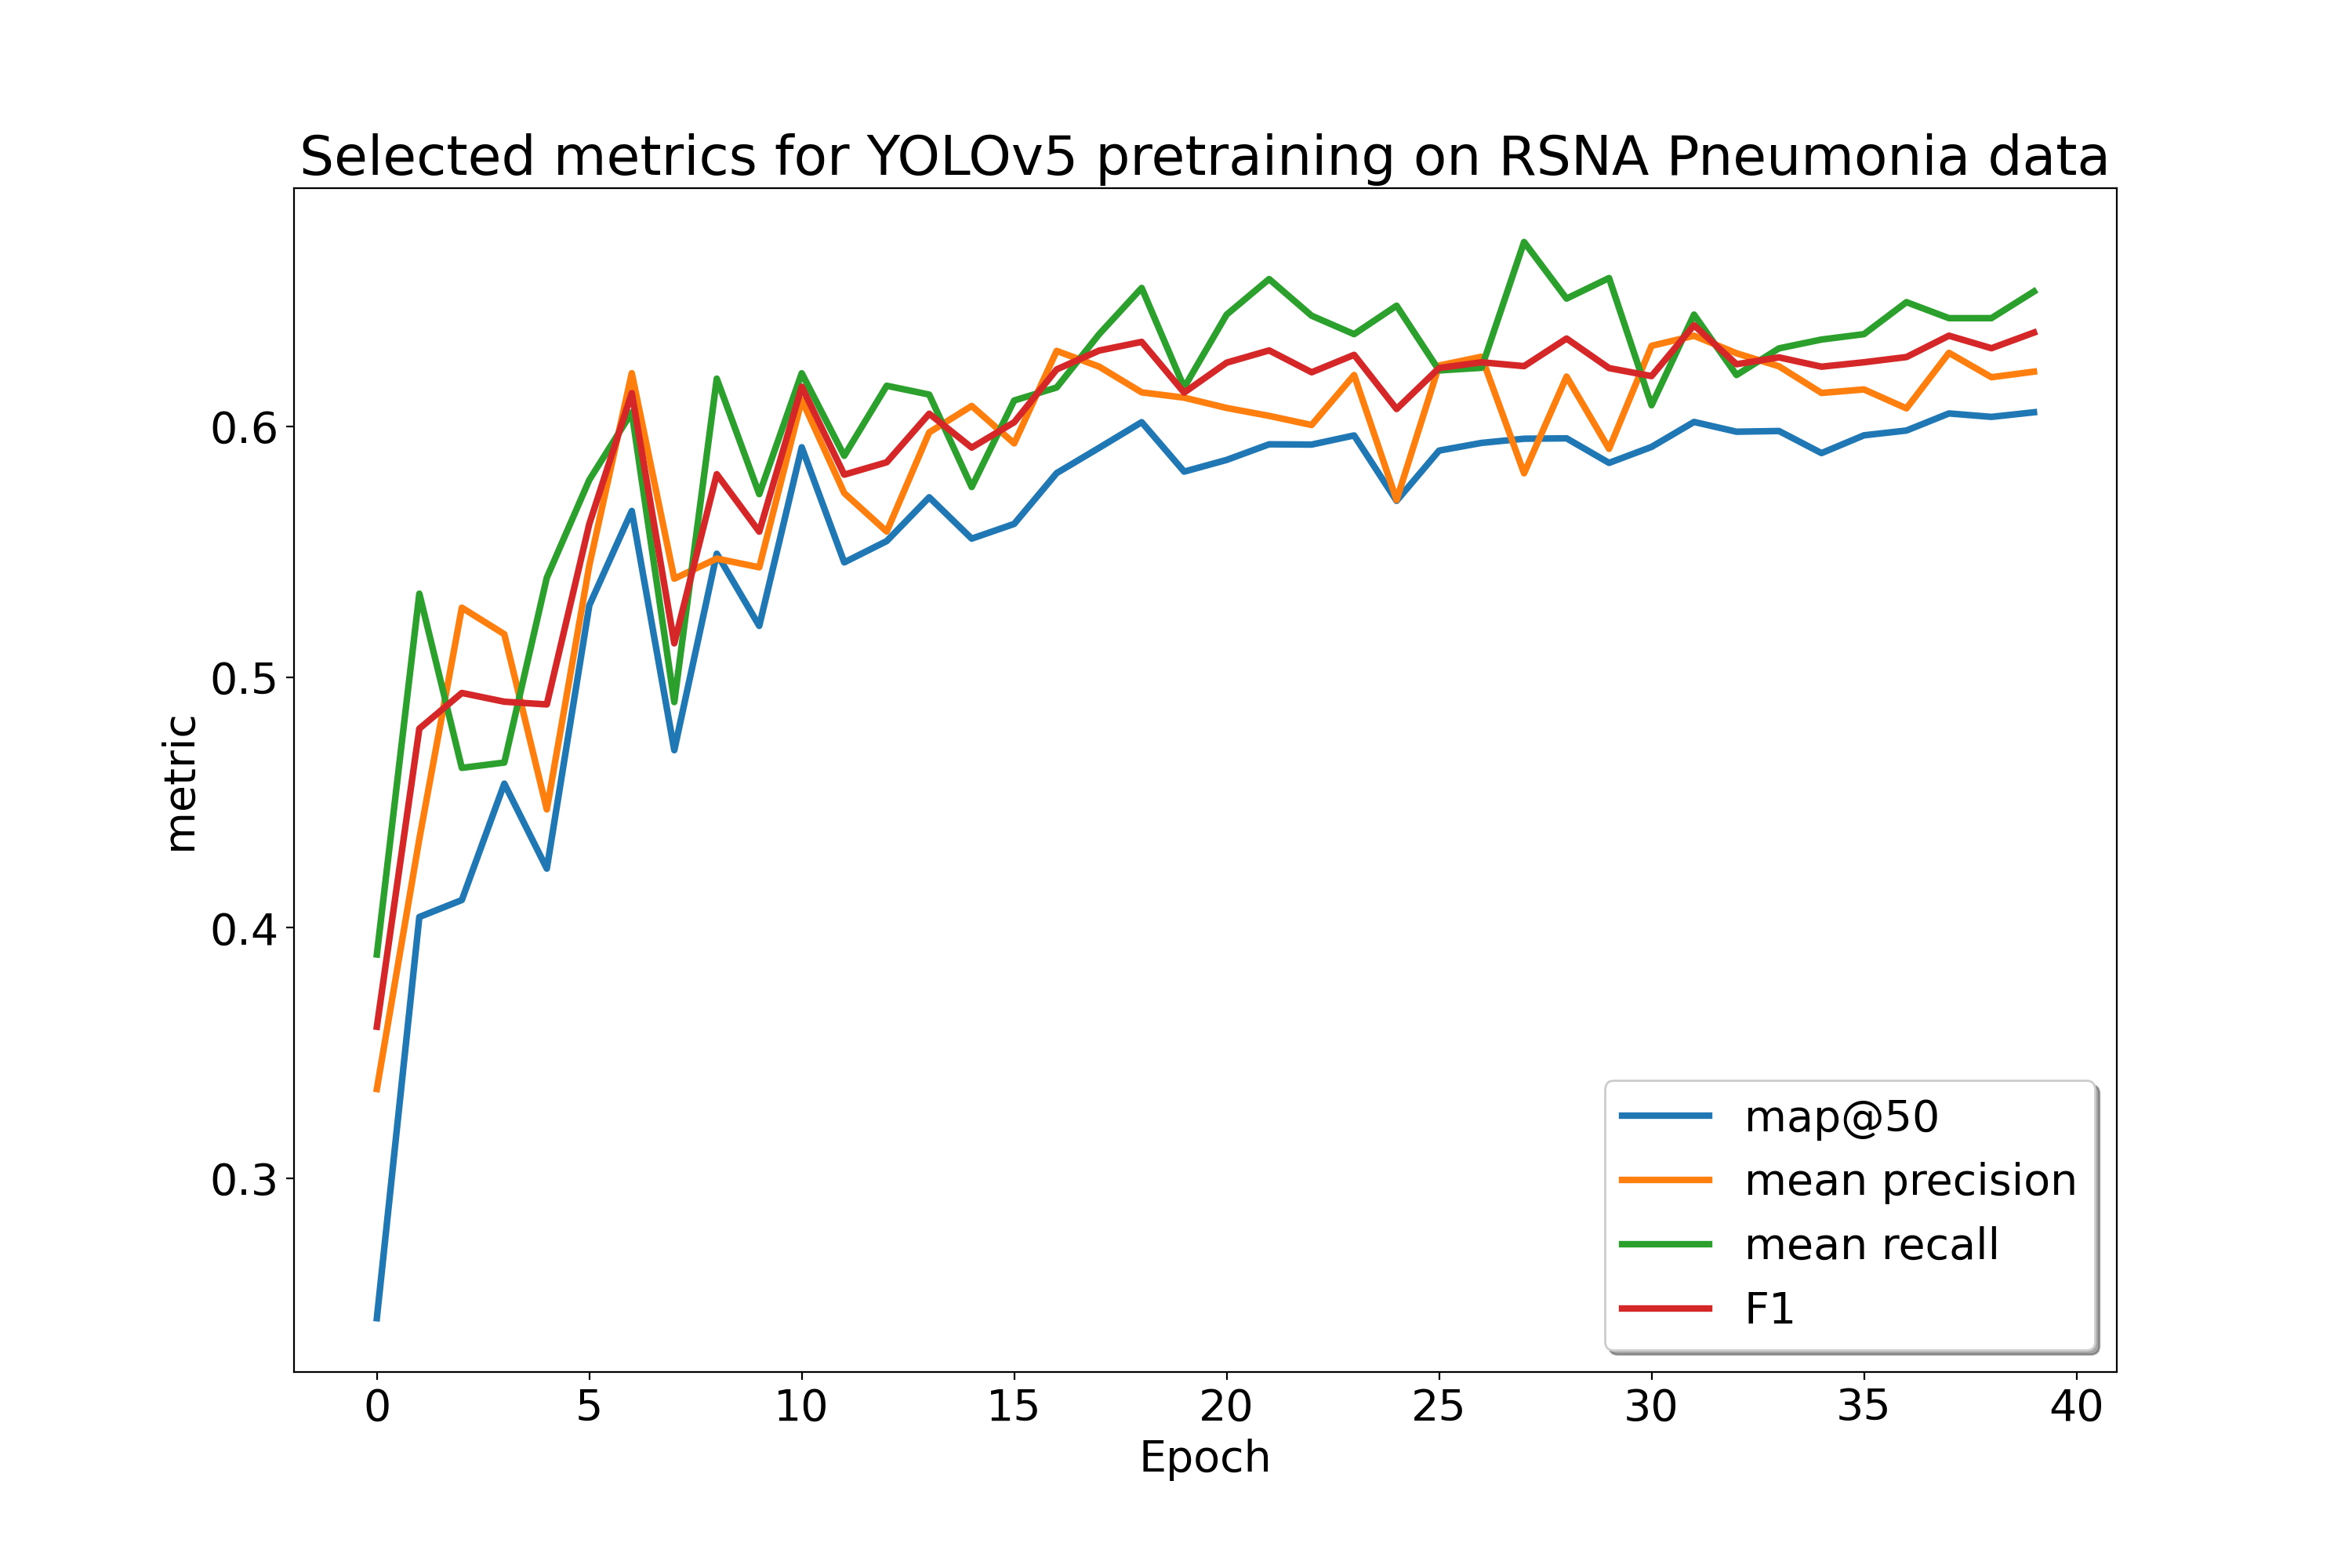 Selected metrics for YOLOv5 pretraining on RSNA Pneumonia data
metric
0.6
0.5
0.4
0.3
0 5 10 15 20 25 30 35 40
Epoch
map@50
mean precision
mean recall
F1